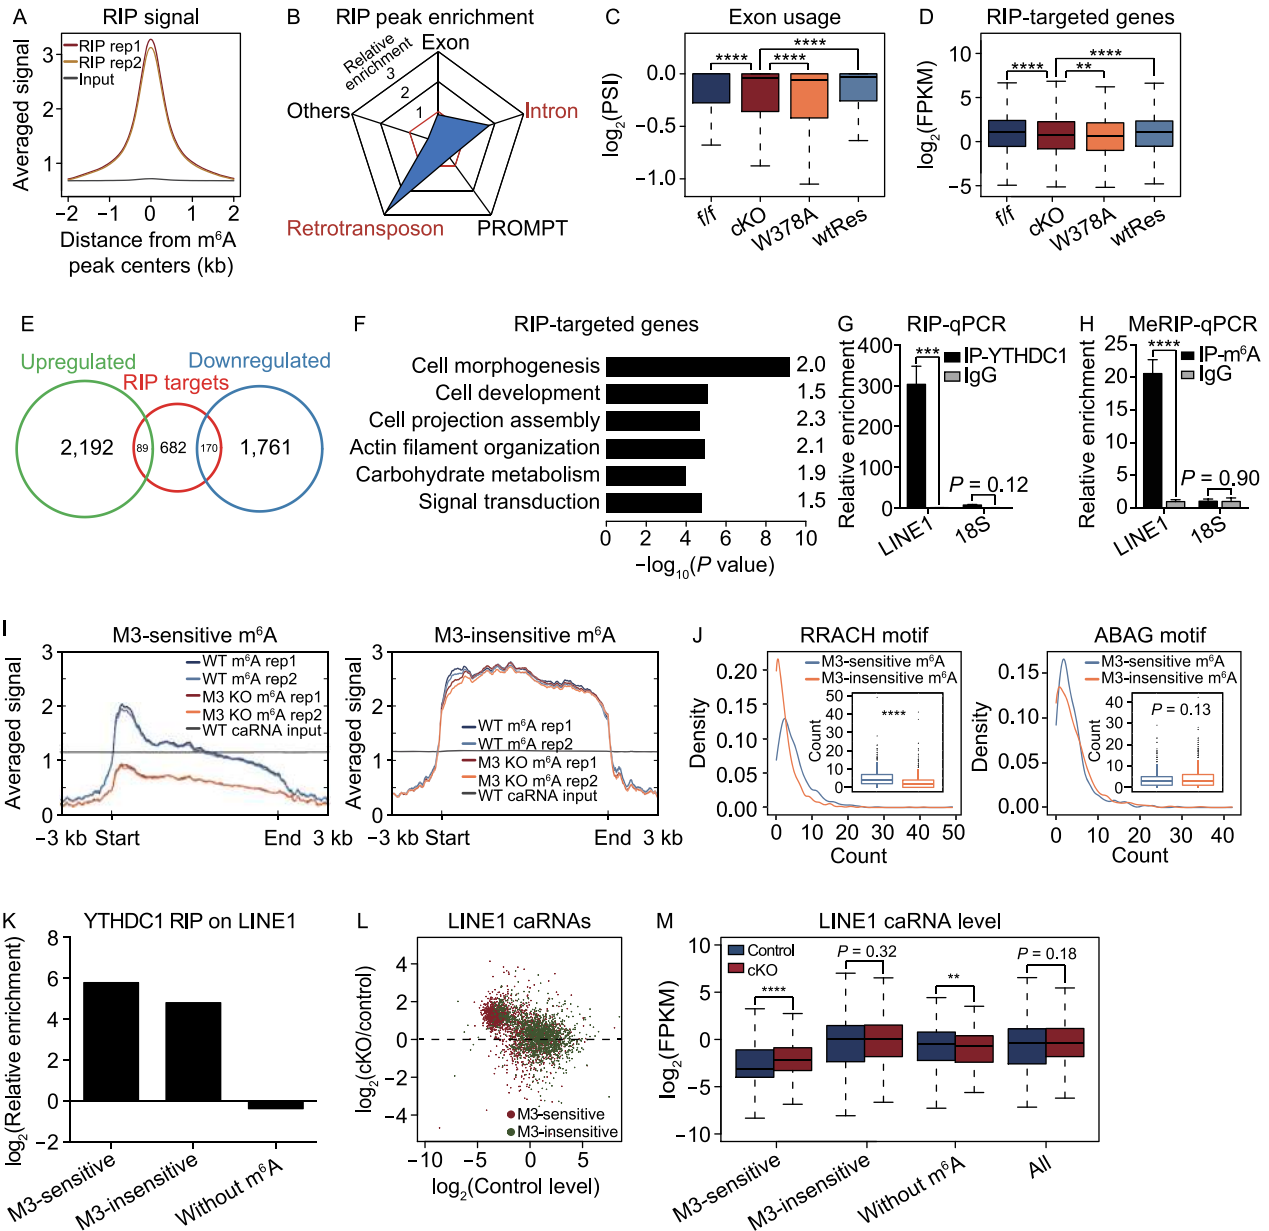 A RIP signal
Averaged signal
3
1
RIP rep1
RIP rep2
Input
−2 −1 0 1 2
Distance from m⁶A
peak centers (kb)
B RIP peak enrichment
Relative
enrichment
3
2
1
Exon
Intron
PROMPT
Retrotransposon
Others
C Exon usage
log₂(PSI)
0.0
−0.5
−1.0
****
**** ****
f/f cKO W378A wtRes
D RIP-targeted genes
log₂(FPKM)
10
5
0
−5
****
**** **
f/f cKO W378A wtRes
E
Upregulated
Downregulated
RIP targets
2,192 89 682 170 1,761
F RIP-targeted genes
Cell morphogenesis 2.0
Cell development 1.5
Cell projection assembly 2.3
Actin filament organization 2.1
Carbohydrate metabolism 1.9
Signal transduction 1.5
0 2 4 6 8 10
−log₁₀(P value)
G RIP-qPCR
Relative enrichment
400
300
200
100
0
IP-YTHDC1
IgG
***
P = 0.12
LINE1 18S
H MeRIP-qPCR
Relative enrichment
25
20
15
10
5
0
IP-m⁶A
IgG
****
P = 0.90
LINE1 18S
I M3-sensitive m⁶A
Averaged signal
3
2
1
0
WT m⁶A rep1
WT m⁶A rep2
M3 KO m⁶A rep1
M3 KO m⁶A rep2
WT caRNA input
−3 kb Start End 3 kb
M3-insensitive m⁶A
Averaged signal
3
2
1
0
WT m⁶A rep1
WT m⁶A rep2
M3 KO m⁶A rep1
M3 KO m⁶A rep2
WT caRNA input
−3 kb Start End 3 kb
J RRACH motif
Density
0.20
0.15
0.10
0.05
0.00
M3-sensitive m⁶A
M3-insensitive m⁶A
Count
50
40
30
20
10
0
****
0 10 20 30 40 50
Count
ABAG motif
Density
0.15
0.10
0.05
0.00
M3-sensitive m⁶A
M3-insensitive m⁶A
Count
50
40
30
20
10
0
P = 0.13
0 10 20 30 40
Count
K YTHDC1 RIP on LINE1
log₂(Relative enrichment)
8
6
4
2
0
−2
M3-sensitive
M3-insensitive
Without m⁶A
L LINE1 caRNAs
log₂(cKO/control)
4
2
0
−2
−4
M3-sensitive
M3-insensitive
−10 −5 0 5
log₂(Control level)
M LINE1 caRNA level
log₂(FPKM)
10
5
0
−5
−10
Control
cKO
****
P = 0.32
**
P = 0.18
M3-sensitive
M3-insensitive
Without m⁶A
All